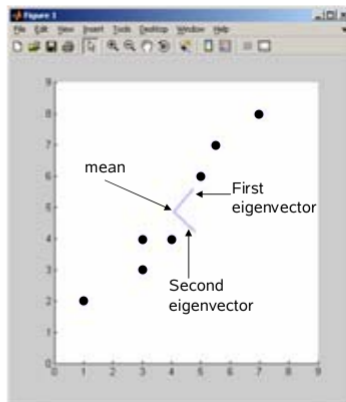 Figure 1
File Edit View Insert Tools Desktop Window Help
9
8
7
6
5
4
3
2
1
0
mean
First
eigenvector
Second
eigenvector
0 1 2 3 4 5 6 7 8 9